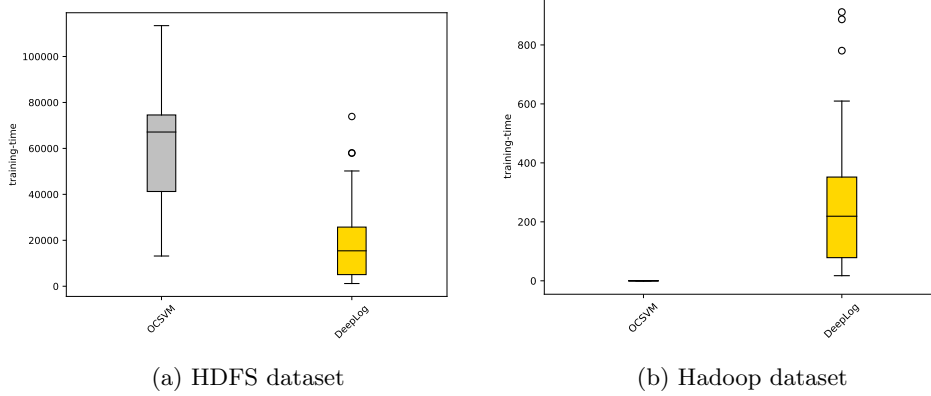 100000
80000
60000
40000
20000
0
training-time
OCSVM
DeepLog
(a) HDFS dataset
800
600
400
200
0
training-time
OCSVM
DeepLog
(b) Hadoop dataset